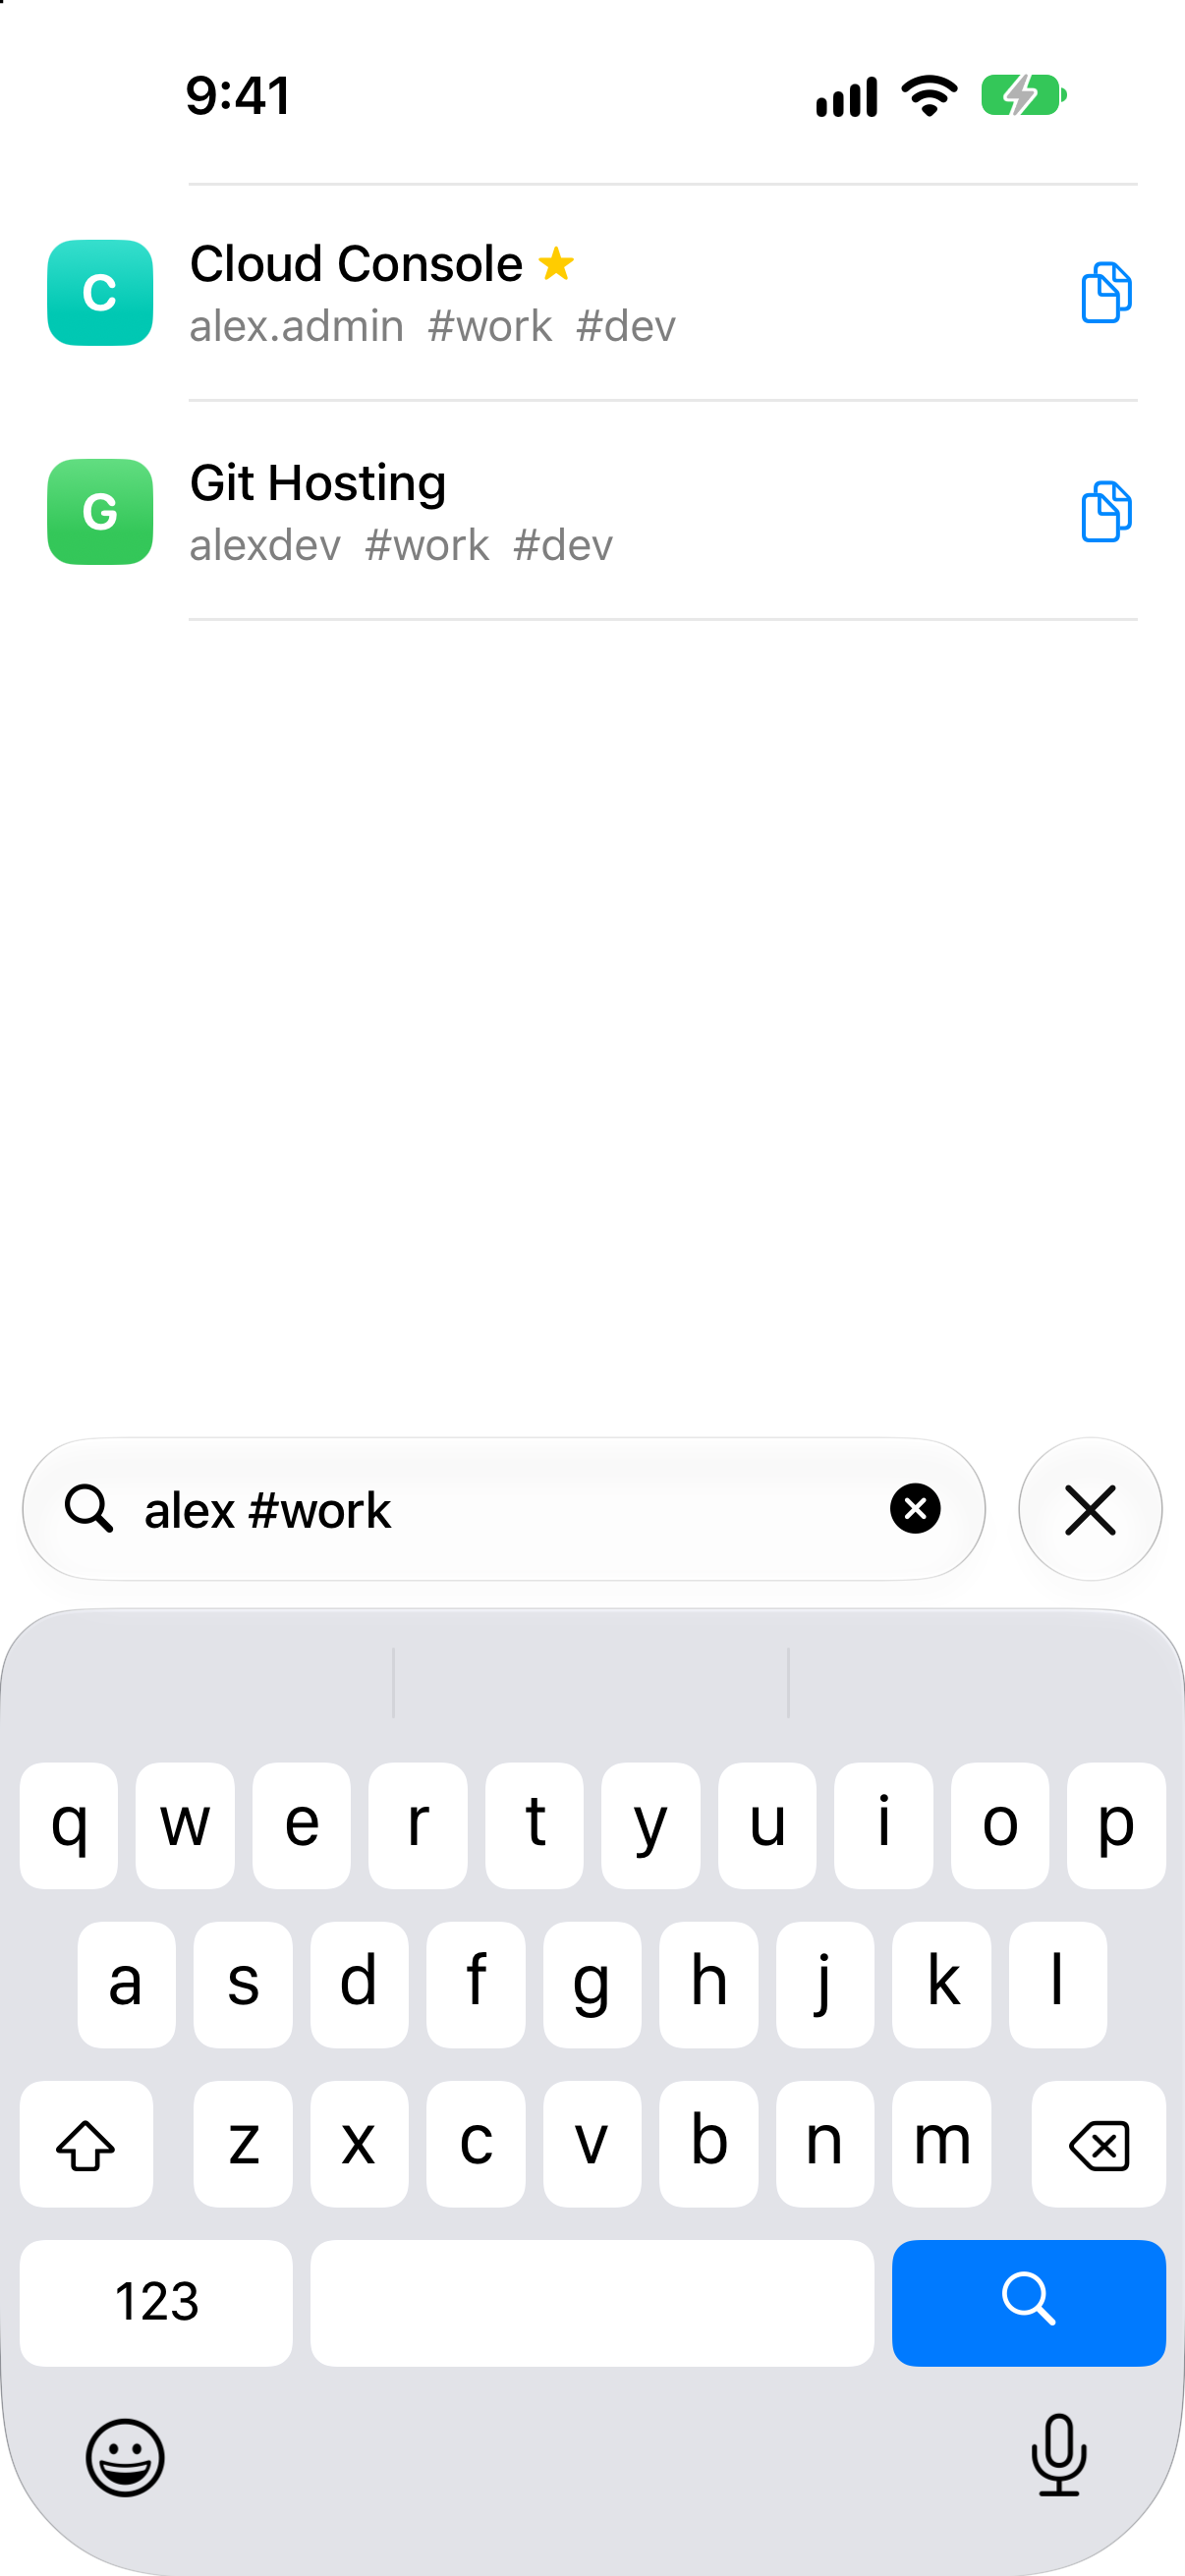 9:41
C
Cloud Console
alex.admin #work #dev
G
Git Hosting
alexdev #work #dev
alex #work
q w e r t y u i o p
a s d f g h j k l
z x c v b n m
123